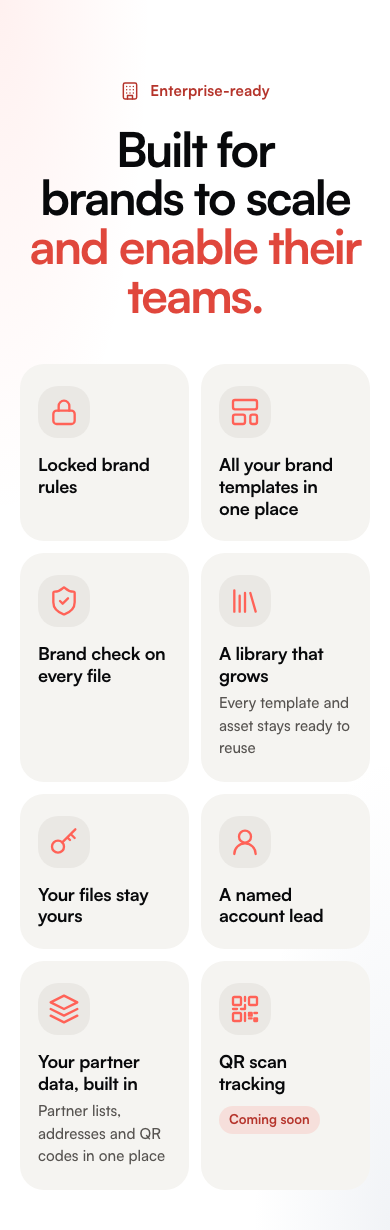 Enterprise-ready
Built for
brands to scale
and enable their
teams.
Locked brand
rules
All your brand
templates in
one place
Brand check on
every file
A library that
grows
Every template and
asset stays ready to
reuse
Your files stay
yours
A named
account lead
Your partner
data, built in
Partner lists,
addresses and QR
codes in one place
QR scan
tracking
Coming soon